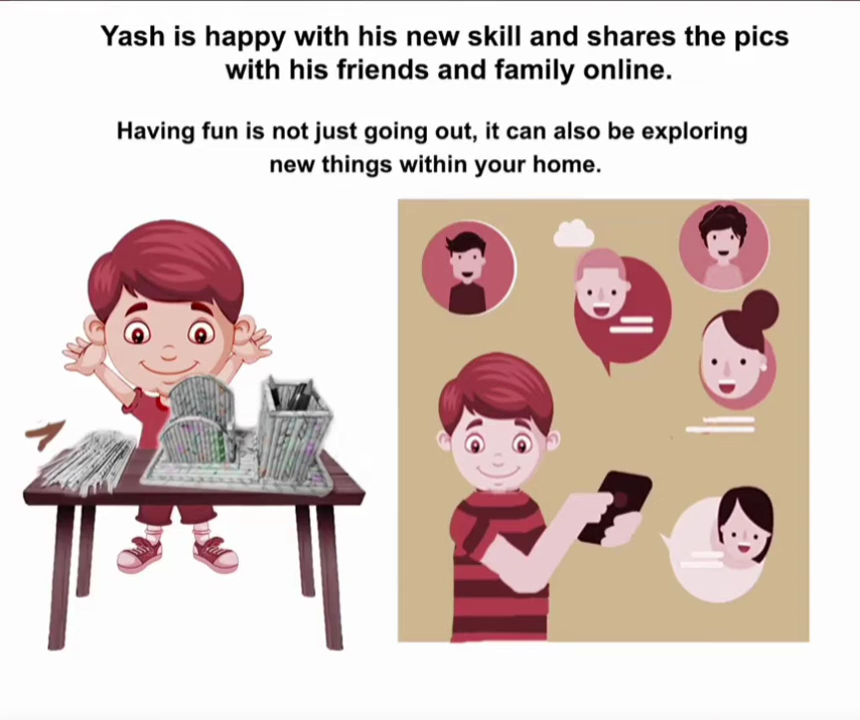 Yash is happy with his new skill and shares the pics
with his friends and family online.
Having fun is not just going out, it can also be exploring
new things within your home.